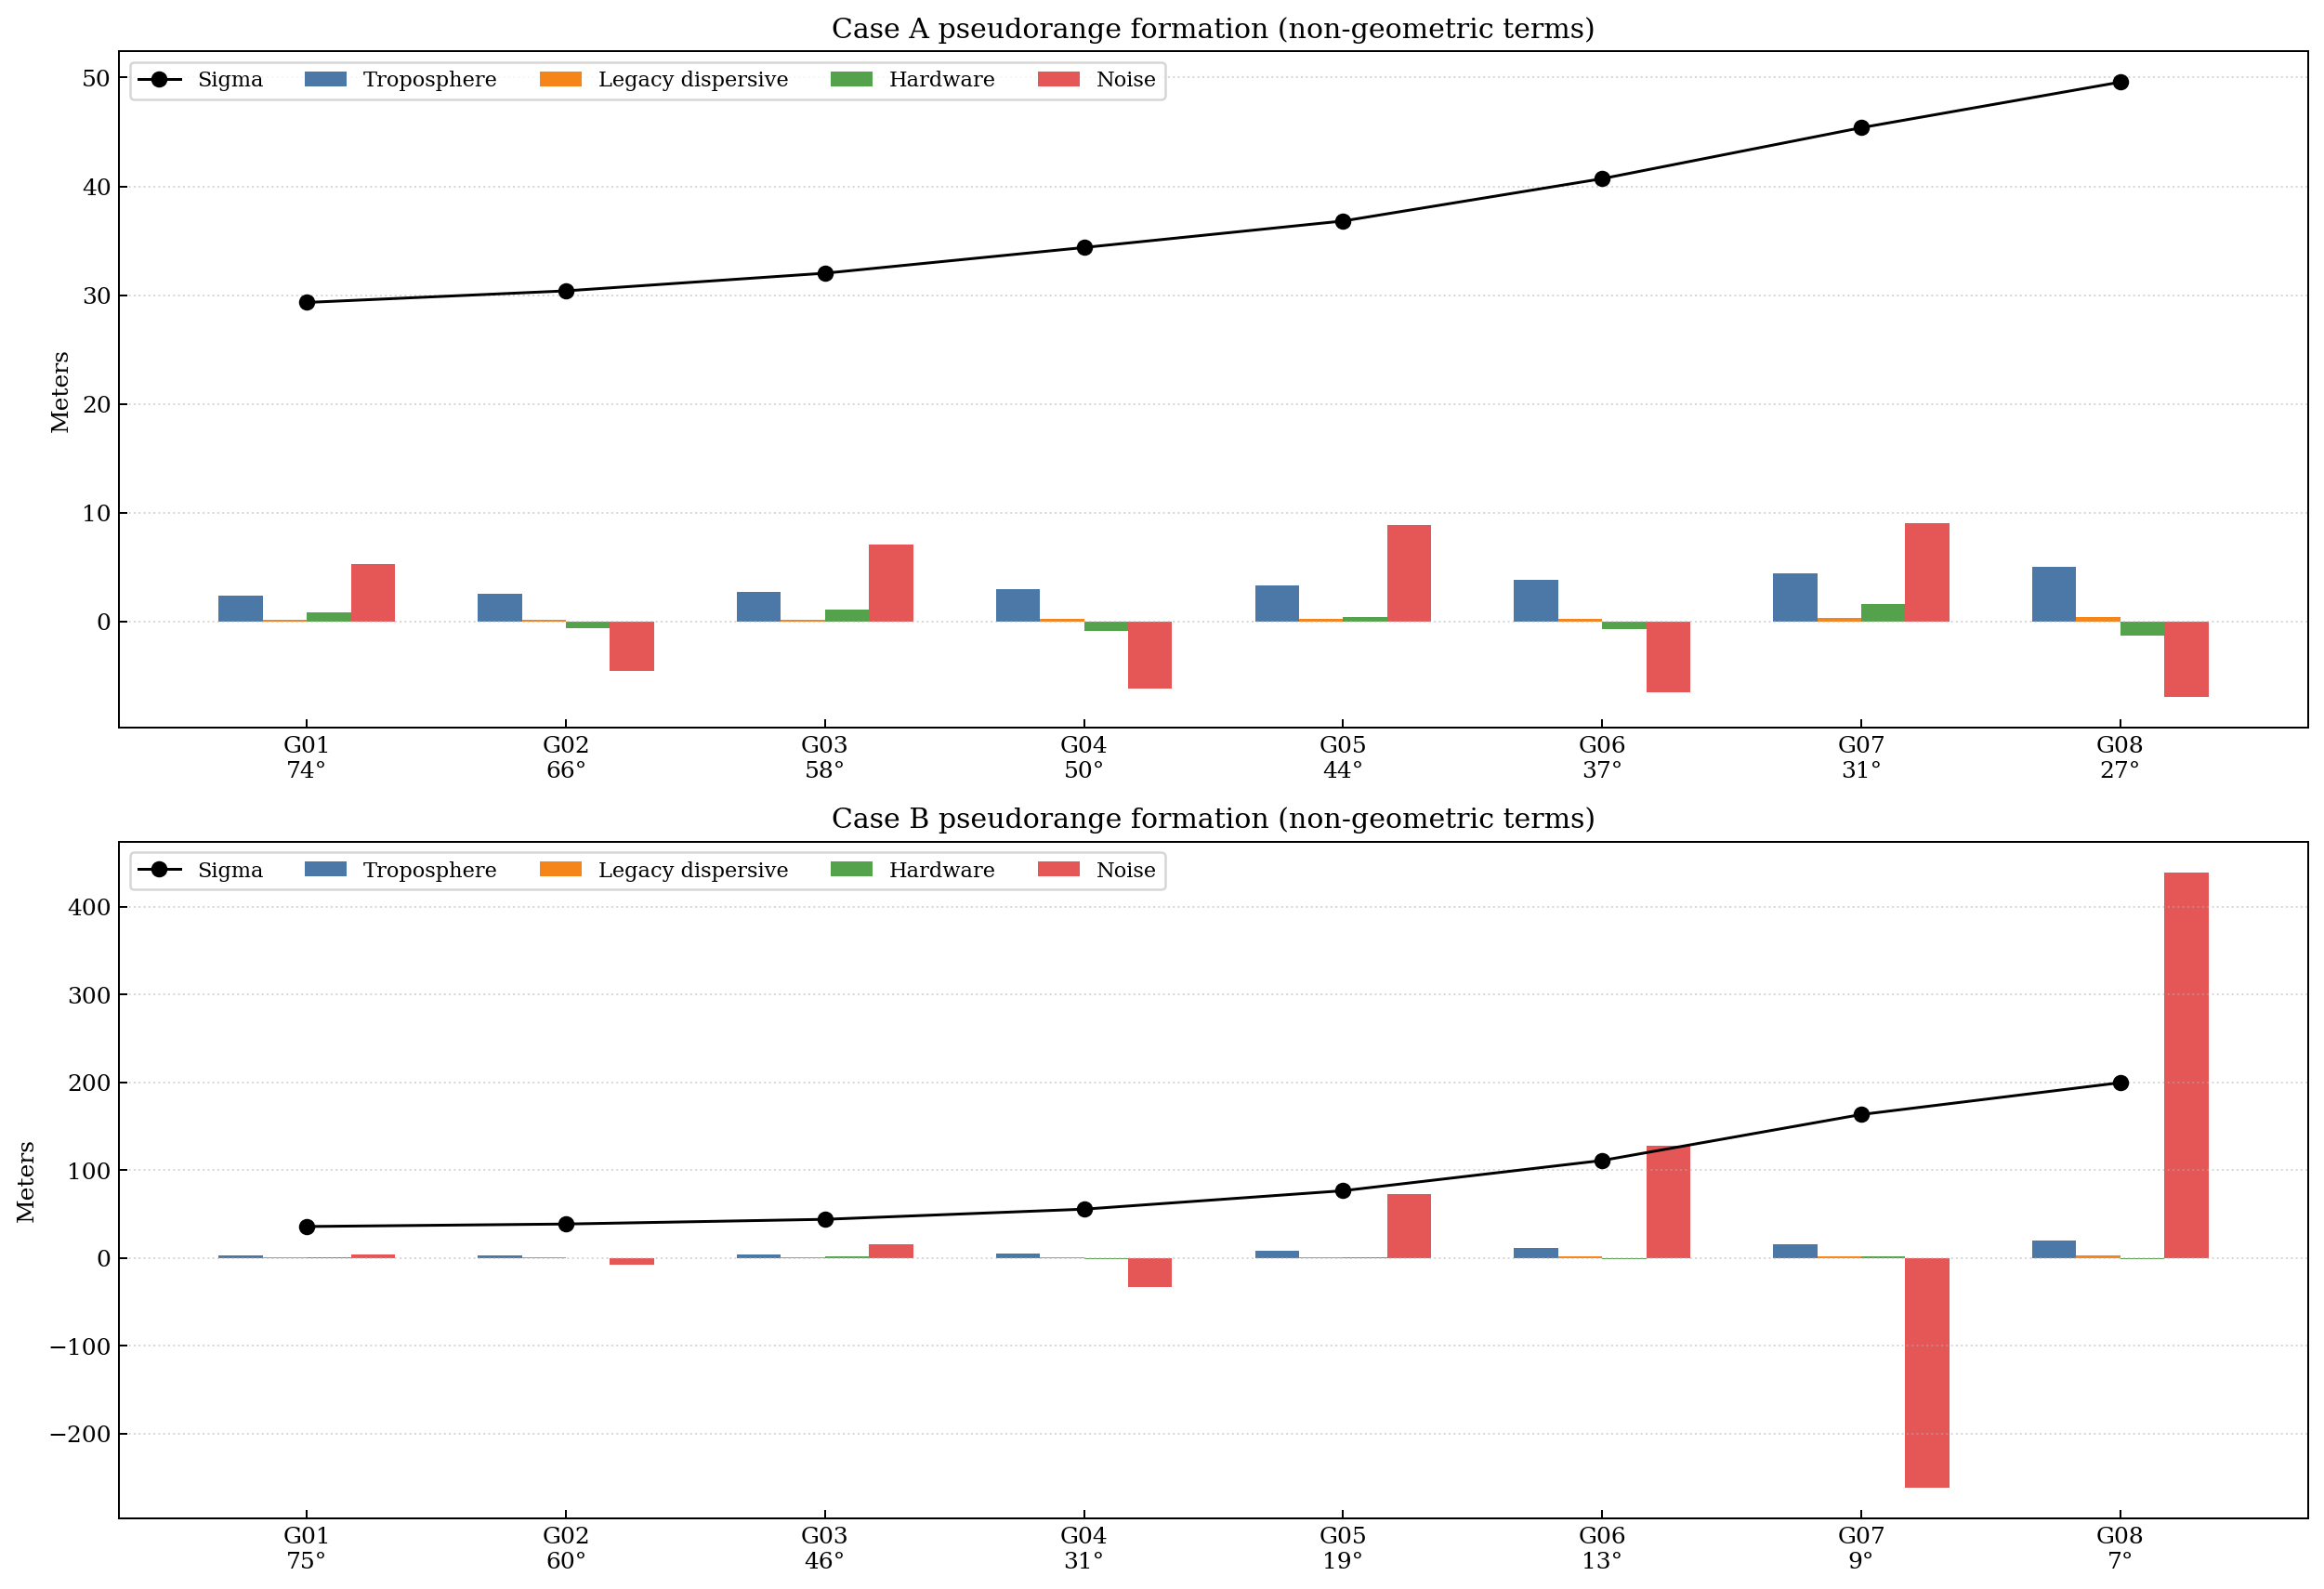 Case A pseudorange formation (non-geometric terms)
Sigma Troposphere Legacy dispersive Hardware Noise
50
40
30
20
10
0
Meters
G01 G02 G03 G04 G05 G06 G07 G08
74° 66° 58° 50° 44° 37° 31° 27°
Case B pseudorange formation (non-geometric terms)
Sigma Troposphere Legacy dispersive Hardware Noise
400
300
200
100
0
−100
−200
Meters
G01 G02 G03 G04 G05 G06 G07 G08
75° 60° 46° 31° 19° 13° 9° 7°